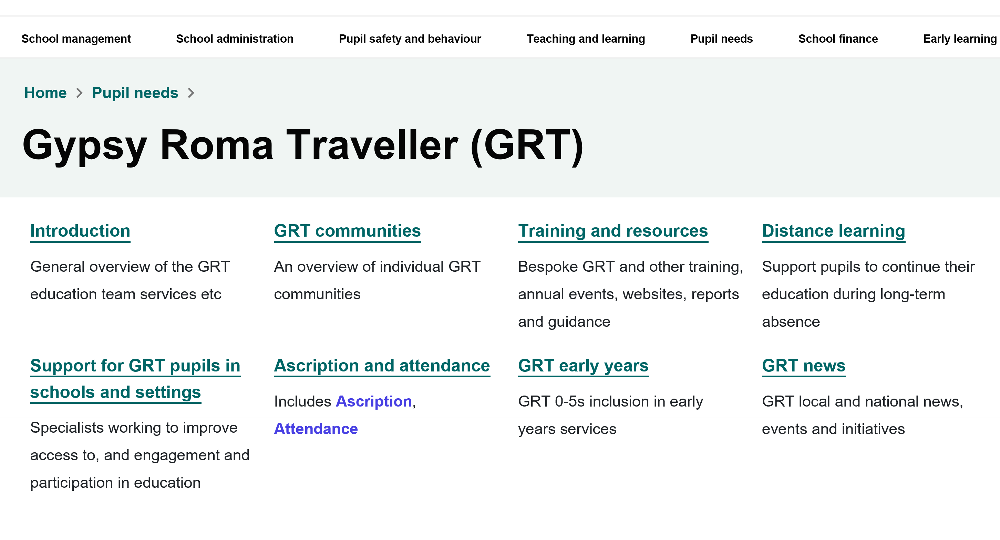 School management School administration Pupil safety and behaviour Teaching and learning Pupil needs School finance Early learning
Home > Pupil needs >
Gypsy Roma Traveller (GRT)
Introduction
General overview of the GRT
education team services etc
GRT communities
An overview of individual GRT
communities
Training and resources
Bespoke GRT and other training,
annual events, websites, reports
and guidance
Distance learning
Support pupils to continue their
education during long-term
absence
Support for GRT pupils in
schools and settings
Specialists working to improve
access to, and engagement and
participation in education
Ascription and attendance
Includes Ascription,
Attendance
GRT early years
GRT 0-5s inclusion in early
years services
GRT news
GRT local and national news,
events and initiatives